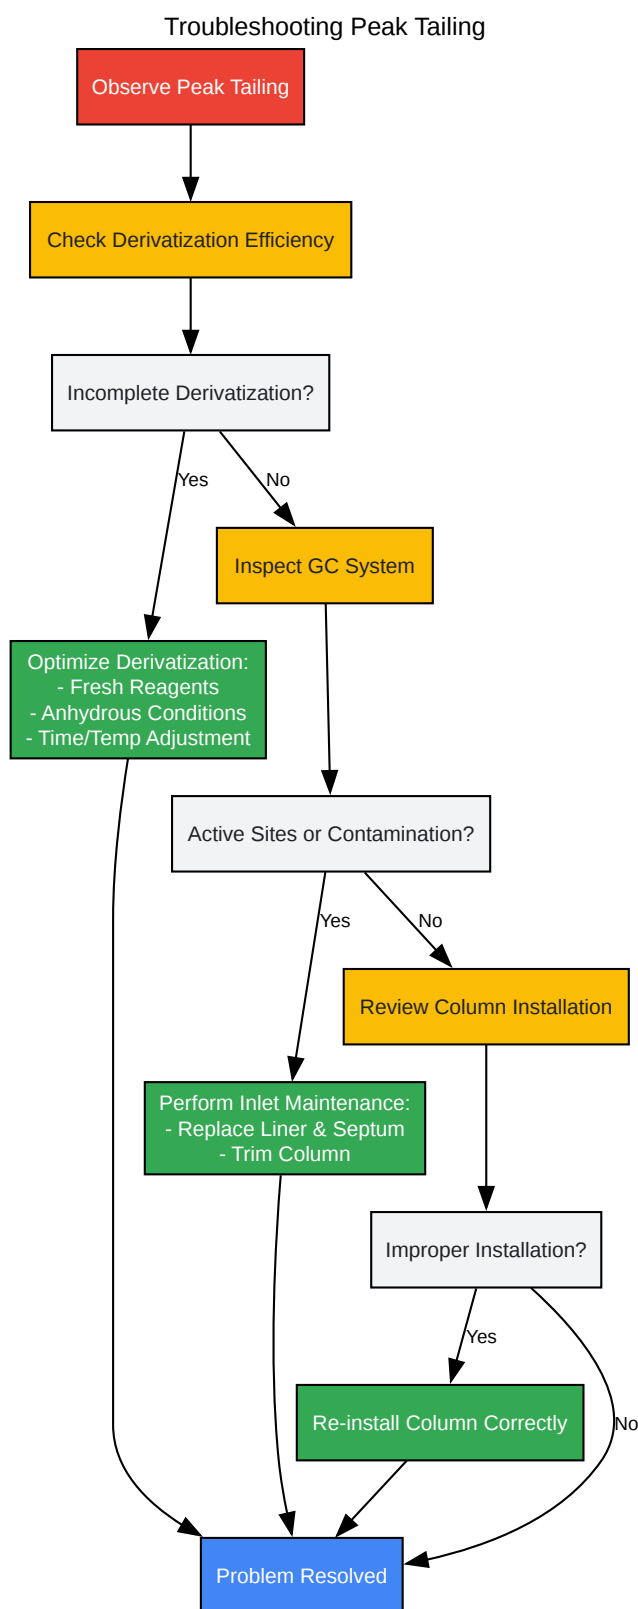 Troubleshooting Peak Tailing
Observe Peak Tailing
Check Derivatization Efficiency
Incomplete Derivatization?
Yes
No
Inspect GC System
Optimize Derivatization:
- Fresh Reagents
- Anhydrous Conditions
- Time/Temp Adjustment
Active Sites or Contamination?
Yes
No
Review Column Installation
Perform Inlet Maintenance:
- Replace Liner & Septum
- Trim Column
Improper Installation?
Yes
Re-install Column Correctly
No
Problem Resolved